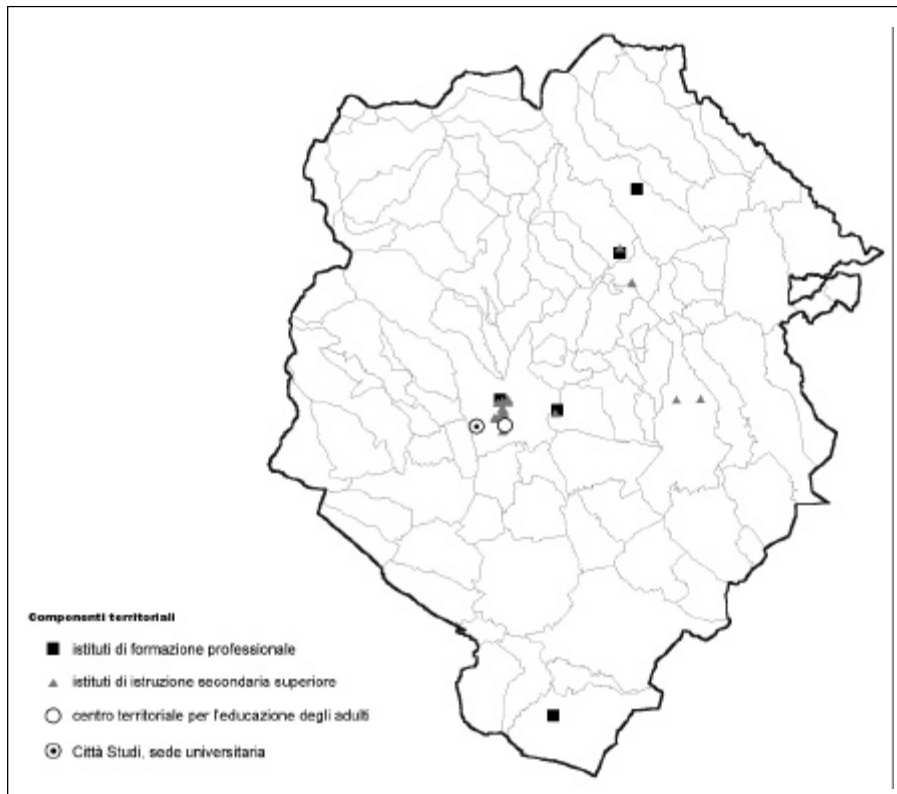 Componenti territoriali
istituti di formazione professionale
istituti di istruzione secondaria superiore
centro territoriale per l'educazione degli adulti
Città Studi, sede universitaria